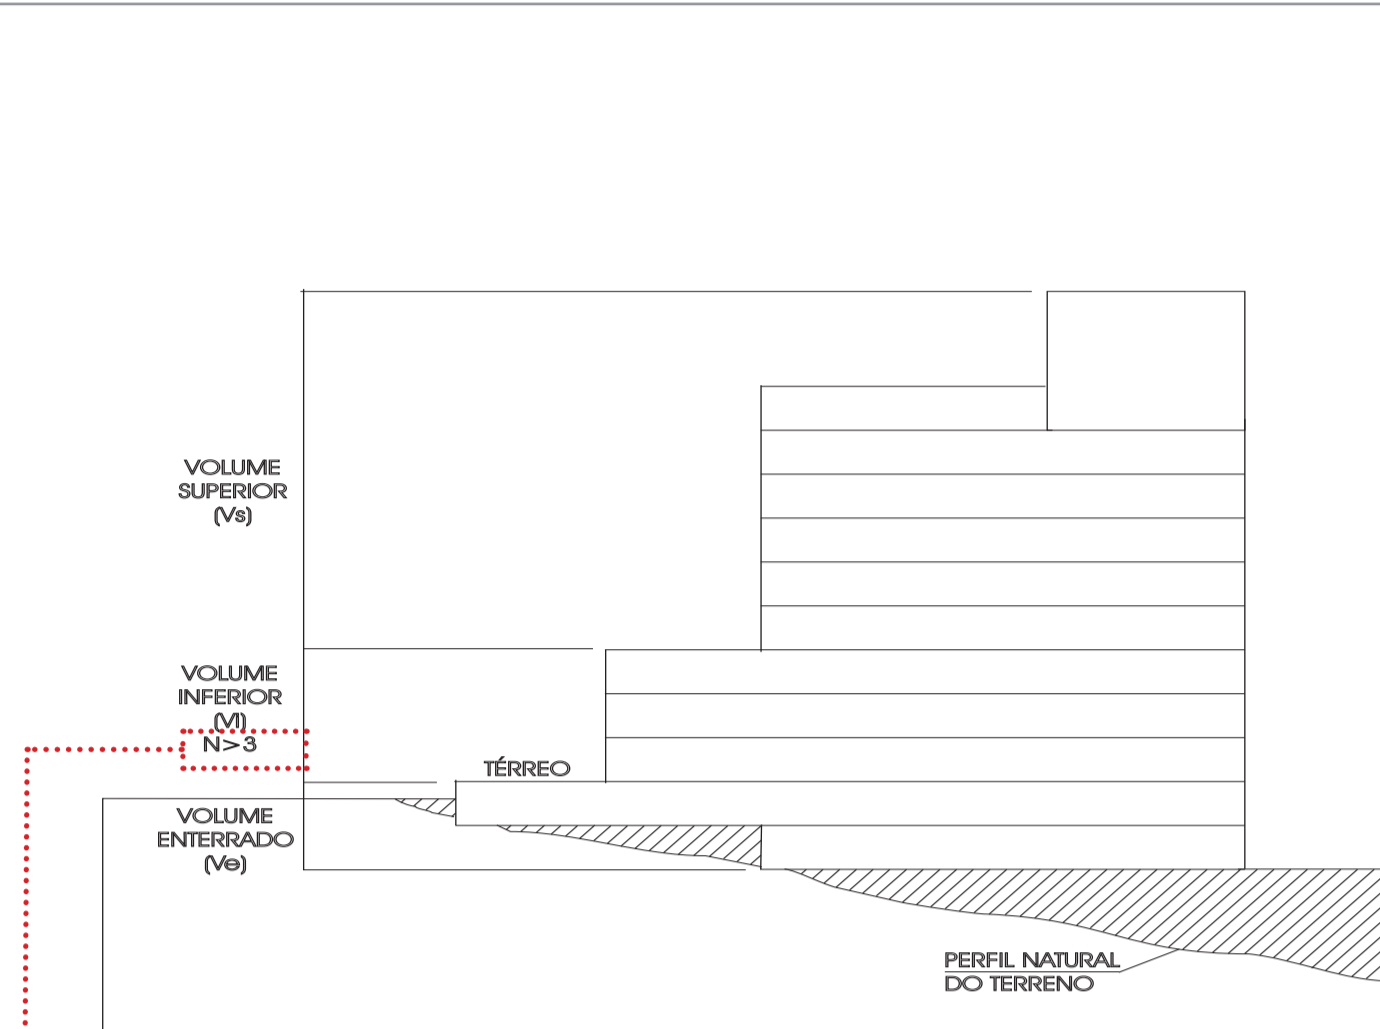 VOLUME
SUPERIOR
(Vs)
VOLUME
INFERIOR
(VI)
N>3
TÉRREO
VOLUME
ENTERRADO
(Ve)
PERFIL NATURAL
DO TERRENO